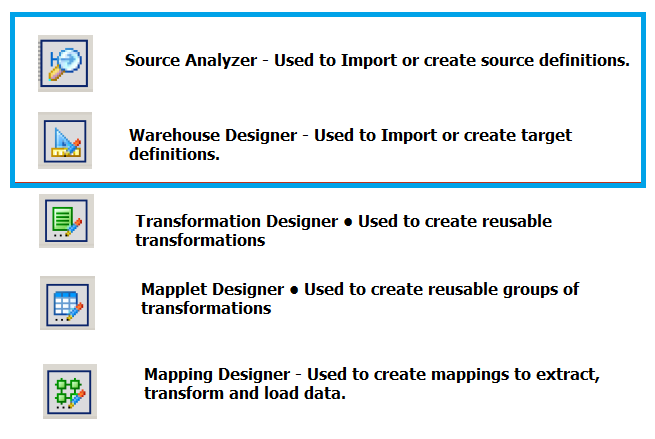 Source Analyzer - Used to Import or create source definitions.
Warehouse Designer - Used to Import or create target
definitions.
Transformation Designer ● Used to create reusable
transformations
Mapplet Designer ● Used to create reusable groups of
transformations
Mapping Designer - Used to create mappings to extract,
transform and load data.